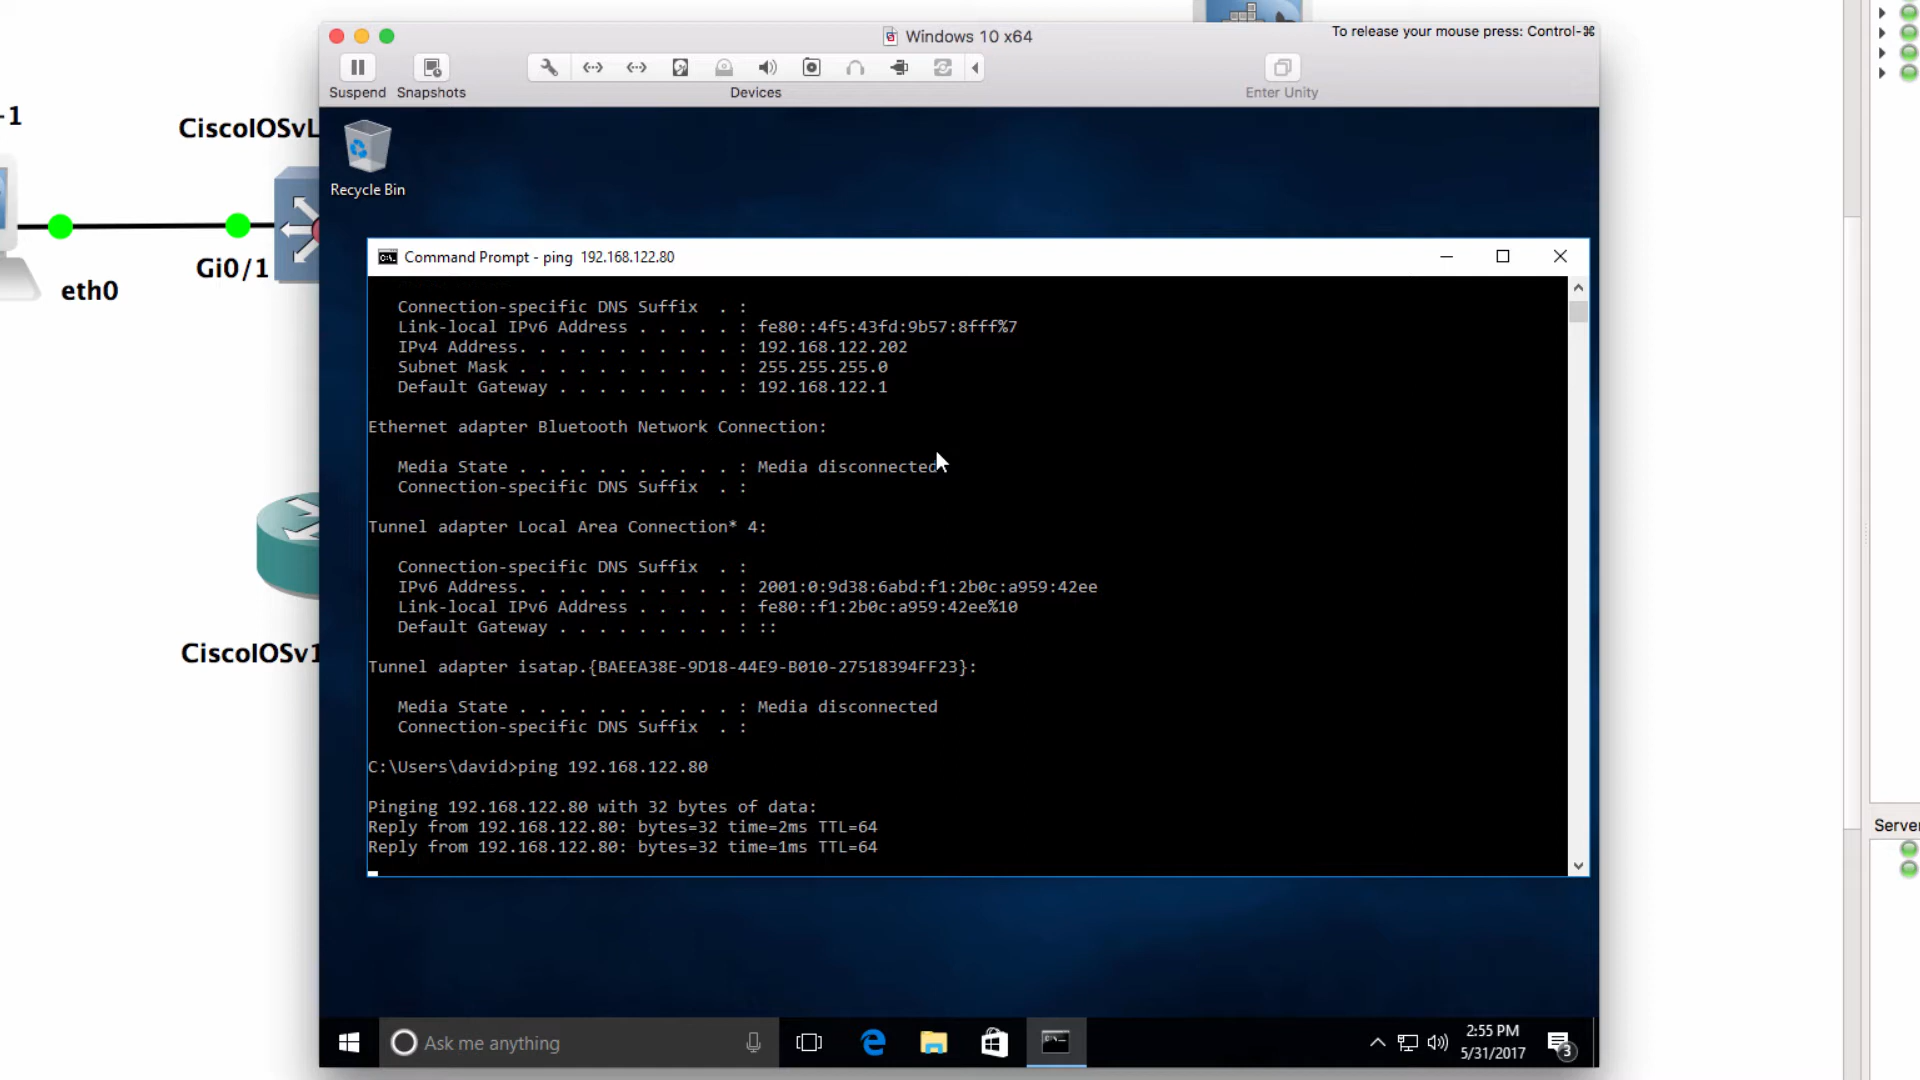 Windows 10 x64
To release your mouse press: Control-⌘
Suspend
Snapshots
Devices
Enter Unity
-1
CiscoIOSvL
Gi0/1
eth0
CiscoIOSv1
Recycle Bin
Command Prompt - ping 192.168.122.80
Connection-specific DNS Suffix . :
Link-local IPv6 Address . . . . . : fe80::4f5:43fd:9b57:8fff%7
IPv4 Address. . . . . . . . . . . : 192.168.122.202
Subnet Mask . . . . . . . . . . . : 255.255.255.0
Default Gateway . . . . . . . . . : 192.168.122.1
Ethernet adapter Bluetooth Network Connection:
Media State . . . . . . . . . . . : Media disconnected
Connection-specific DNS Suffix . :
Tunnel adapter Local Area Connection* 4:
Connection-specific DNS Suffix . :
IPv6 Address. . . . . . . . . . . : 2001:0:9d38:6abd:f1:2b0c:a959:42ee
Link-local IPv6 Address . . . . . : fe80::f1:2b0c:a959:42ee%10
Default Gateway . . . . . . . . . : ::
Tunnel adapter isatap.{BAEEA38E-9D18-44E9-B010-27518394FF23}:
Media State . . . . . . . . . . . : Media disconnected
Connection-specific DNS Suffix . :
C:\Users\david>ping 192.168.122.80
Pinging 192.168.122.80 with 32 bytes of data:
Reply from 192.168.122.80: bytes=32 time=2ms TTL=64
Reply from 192.168.122.80: bytes=32 time=1ms TTL=64
Server
Ask me anything
2:55 PM
5/31/2017
3